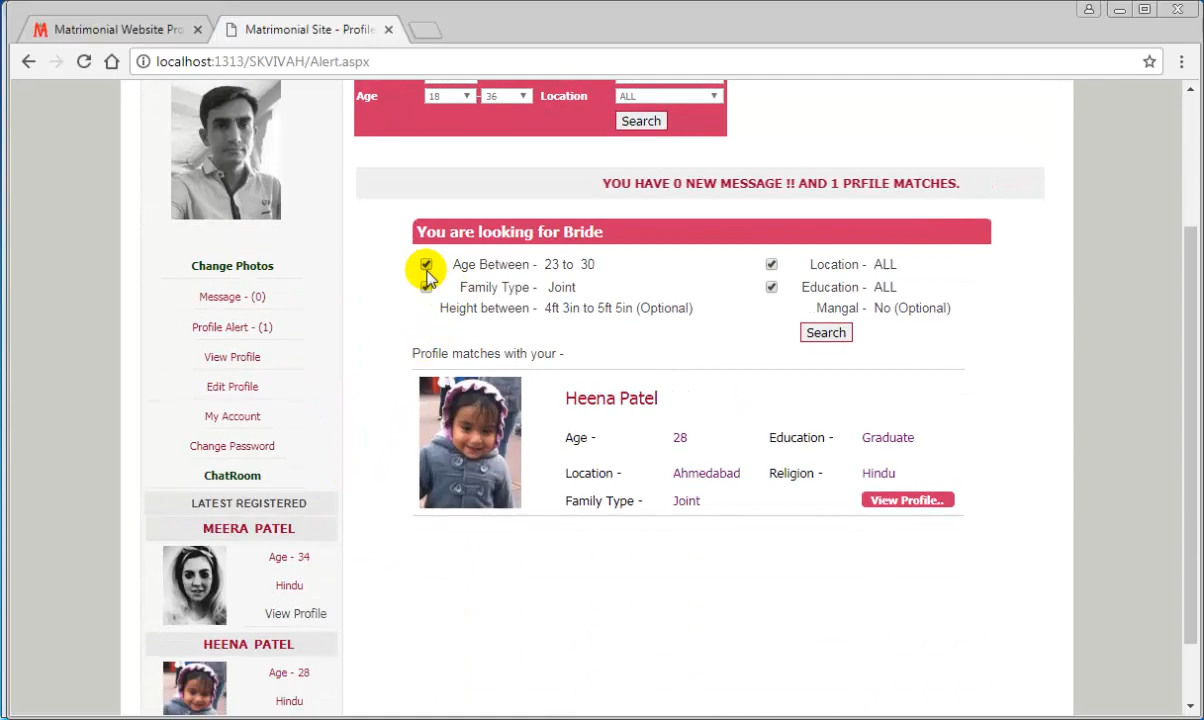 Matrimonial Website Pro
Matrimonial Site - Profile
localhost:1313/SKVIVAH/Alert.aspx
Age 18 - 36 Location ALL
Search
YOU HAVE 0 NEW MESSAGE !! AND 1 PRFILE MATCHES.
You are looking for Bride
Age Between - 23 to 30 Location - ALL
Family Type - Joint Education - ALL
Height between - 4ft 3in to 5ft 5in (Optional) Mangal - No (Optional)
Search
Profile matches with your -
Heena Patel
Age - 28 Education - Graduate
Location - Ahmedabad Religion - Hindu
Family Type - Joint View Profile..
Change Photos
Message - (0)
Profile Alert - (1)
View Profile
Edit Profile
My Account
Change Password
ChatRoom
LATEST REGISTERED
MEERA PATEL
Age - 34
Hindu
View Profile
HEENA PATEL
Age - 28
Hindu